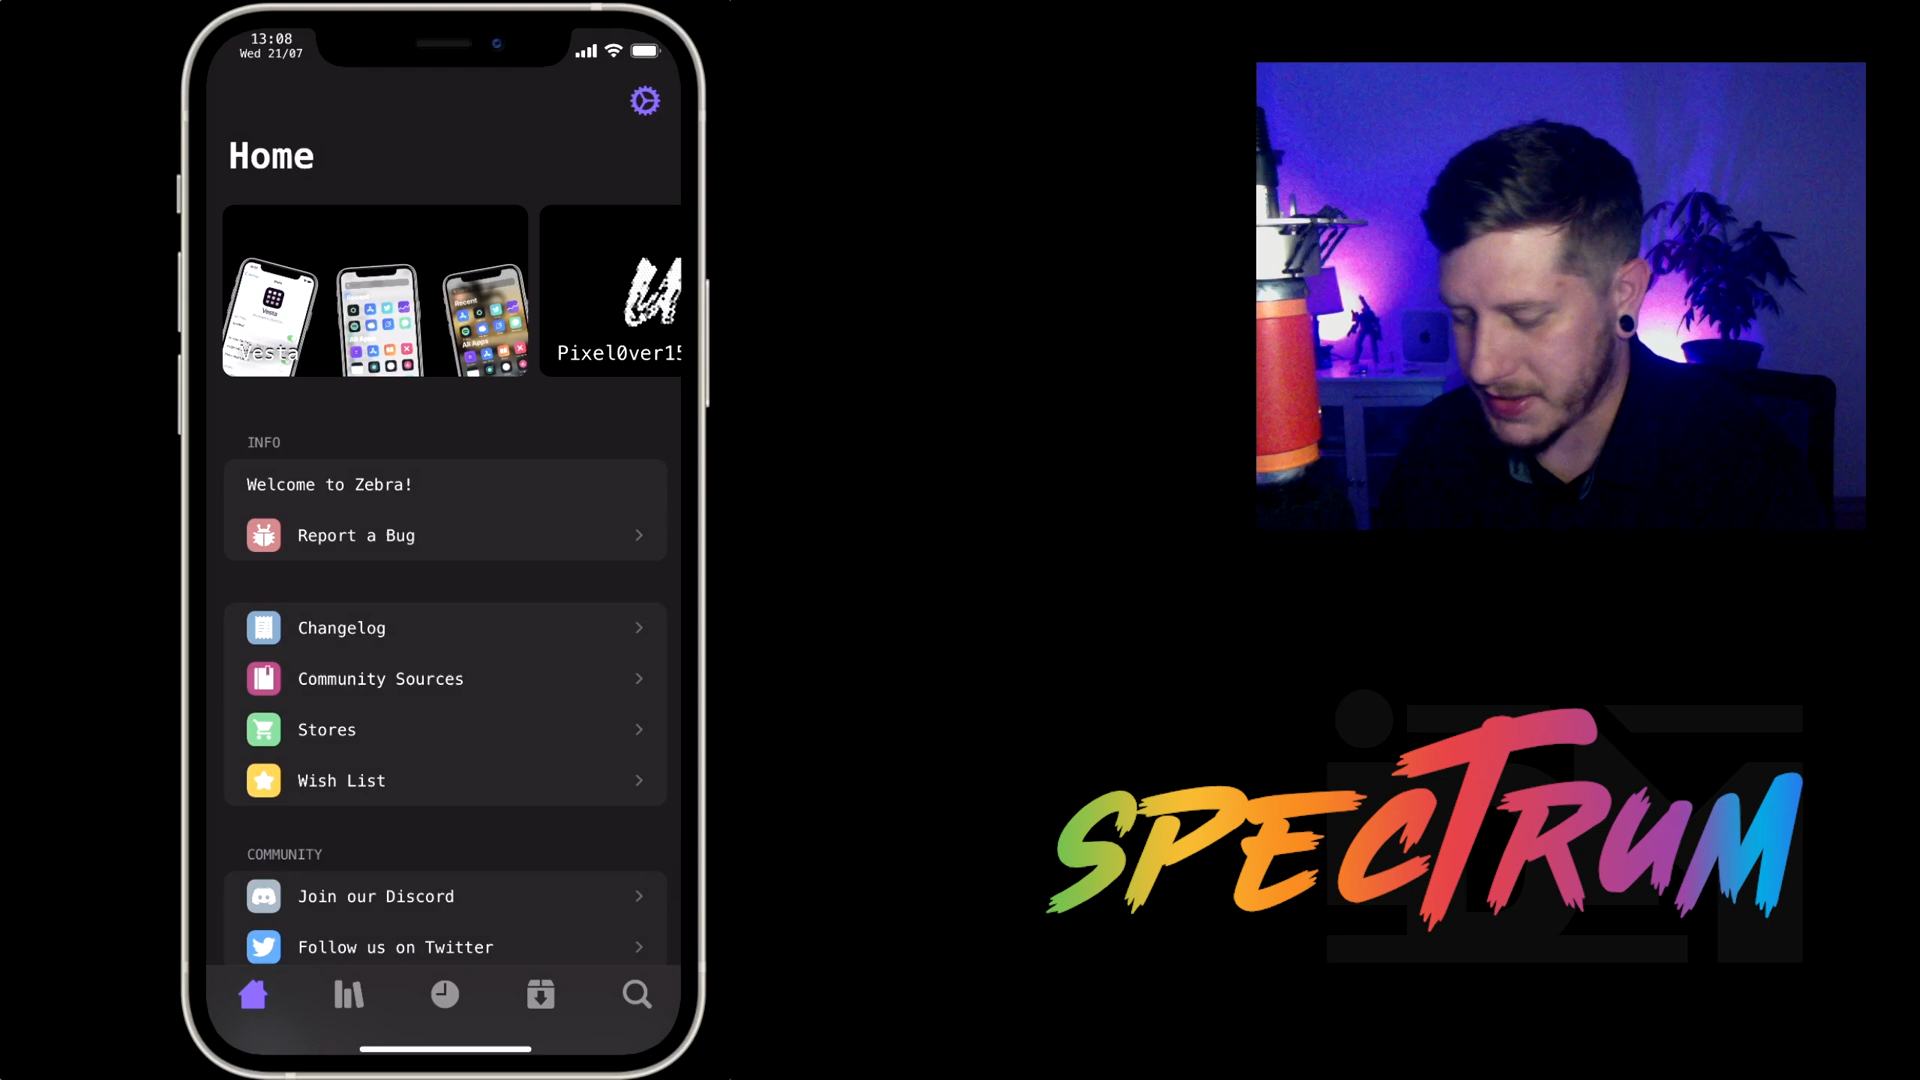 13:08
Wed 21/07
Home
Vesta
Pixel0ver15
INFO
Welcome to Zebra!
Report a Bug
Changelog
Community Sources
Stores
Wish List
COMMUNITY
Join our Discord
Follow us on Twitter
SPECTRUM
iDM